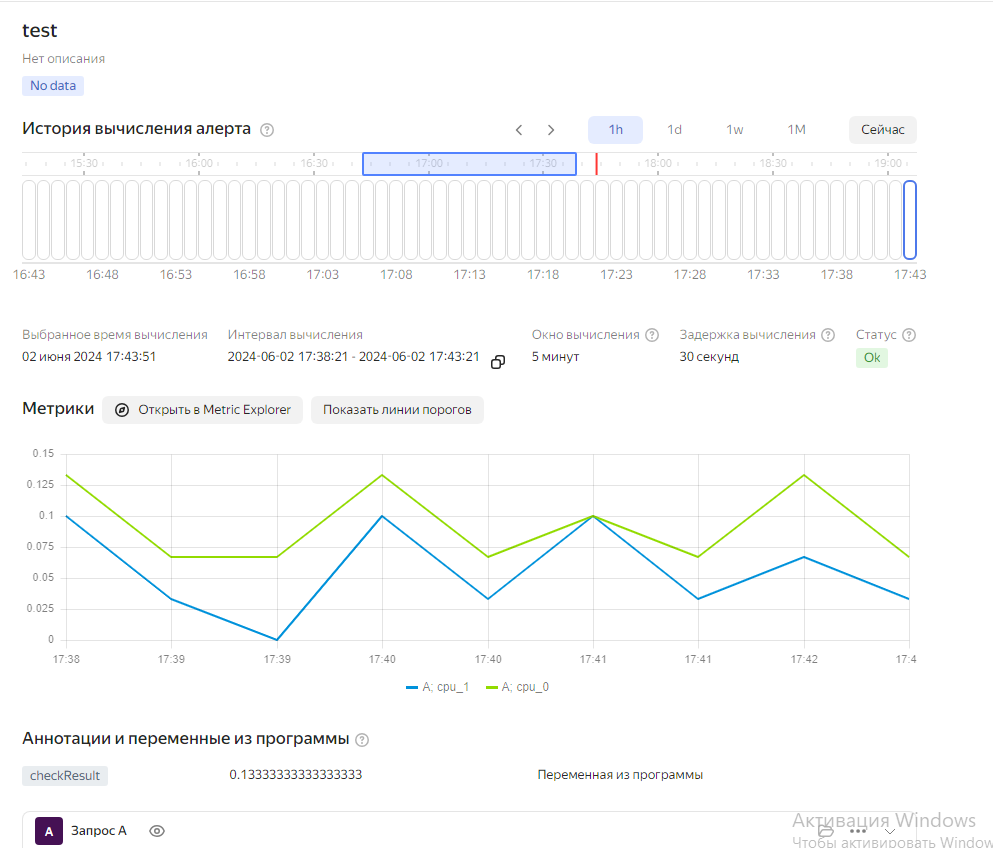 test
Нет описания
No data
История вычисления алерта ?
1h 1d 1w 1M Сейчас
15:30 16:00 16:30 17:00 17:30 18:00 18:30 19:00
16:43 16:48 16:53 16:58 17:03 17:08 17:13 17:18 17:23 17:28 17:33 17:38 17:43
Выбранное время вычисления Интервал вычисления Окно вычисления ? Задержка вычисления ? Статус ?
02 июня 2024 17:43:51 2024-06-02 17:38:21 - 2024-06-02 17:43:21 5 минут 30 секунд Ok
Метрики Открыть в Metric Explorer Показать линии порогов
0.15
0.125
0.1
0.075
0.05
0.025
0
17:38 17:39 17:39 17:40 17:40 17:41 17:41 17:42 17:4
A; cpu_1 A; cpu_0
Аннотации и переменные из программы ?
checkResult 0.13333333333333333 Переменная из программы
Активация Windows
A Запрос A
Чтобы активировать Window